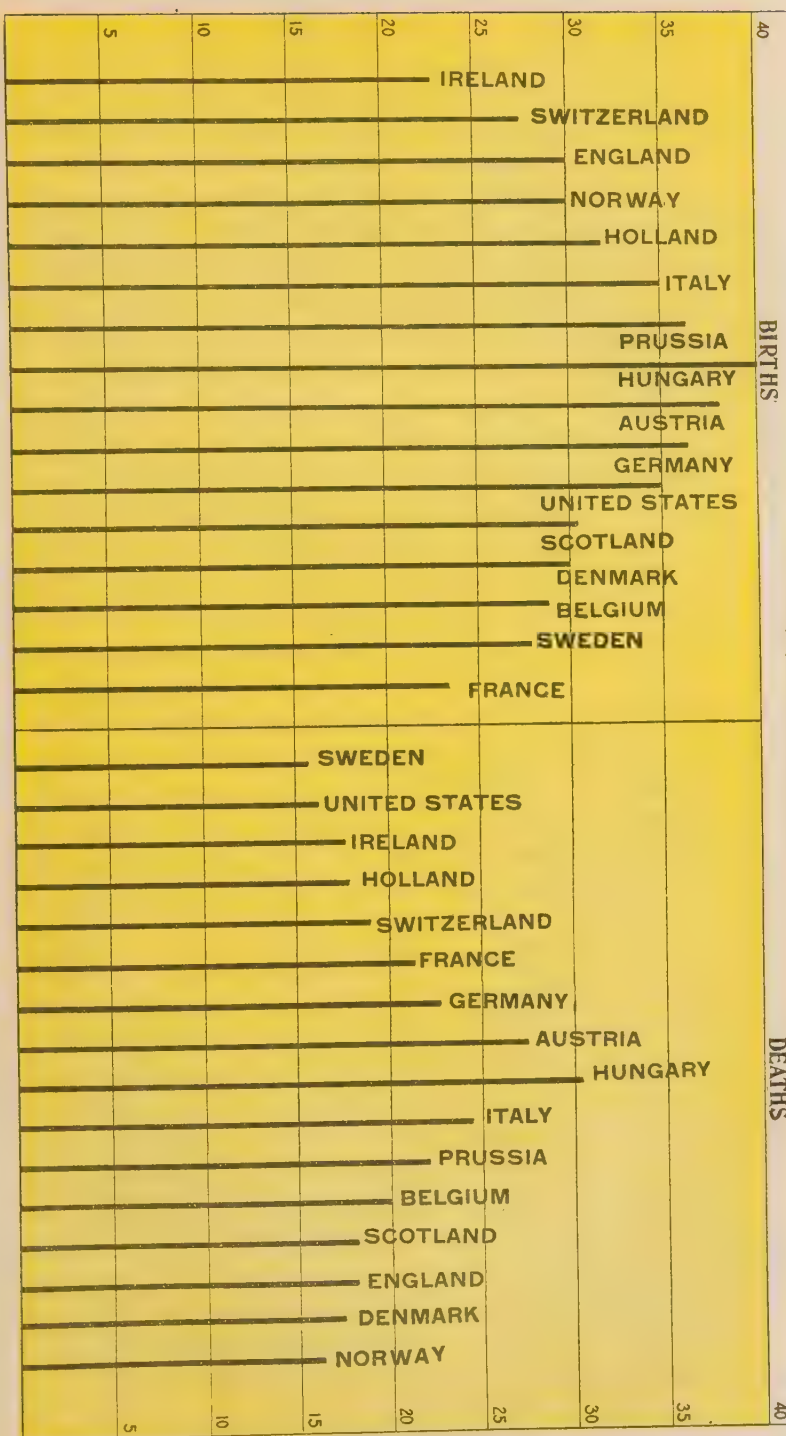 5 10 15 20 25 30 35 40
IRELAND
SWITZERLAND
ENGLAND
NORWAY
HOLLAND
ITALY
PRUSSIA
HUNGARY
AUSTRIA
GERMANY
UNITED STATES
SCOTLAND
DENMARK
BELGIUM
SWEDEN
FRANCE
BIRTHS
SWEDEN
UNITED STATES
IRELAND
HOLLAND
SWITZERLAND
FRANCE
GERMANY
AUSTRIA
HUNGARY
ITALY
PRUSSIA
BELGIUM
SCOTLAND
ENGLAND
DENMARK
NORWAY
DEATHS
5 10 15 20 25 30 35 40